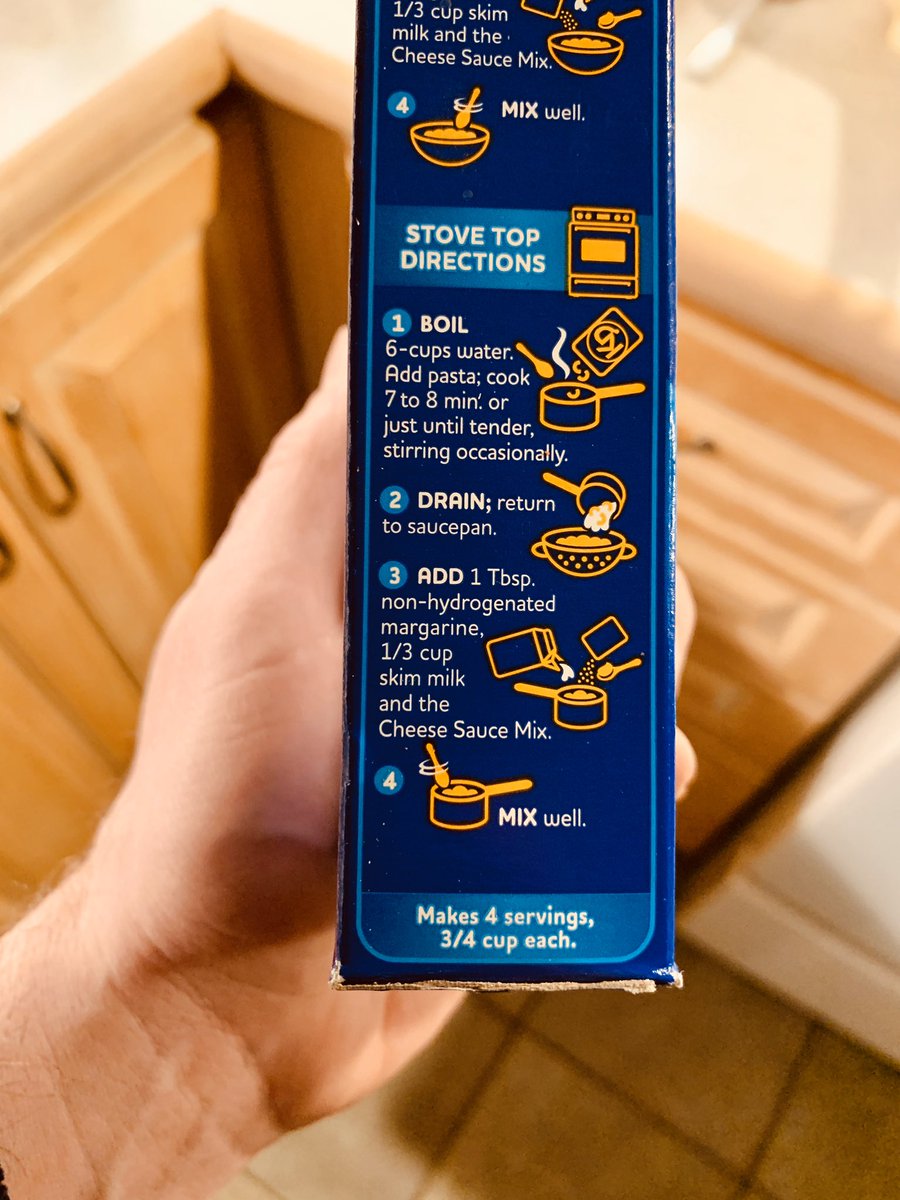 1/3 cup skim
milk and the
Cheese Sauce Mix.
4 MIX well.
STOVE TOP
DIRECTIONS
1 BOIL
6-cups water.
Add pasta; cook
7 to 8 min. or
just until tender,
stirring occasionally.
2 DRAIN; return
to saucepan.
3 ADD 1 Tbsp.
non-hydrogenated
margarine,
1/3 cup
skim milk
and the
Cheese Sauce Mix.
4 MIX well.
Makes 4 servings,
3/4 cup each.